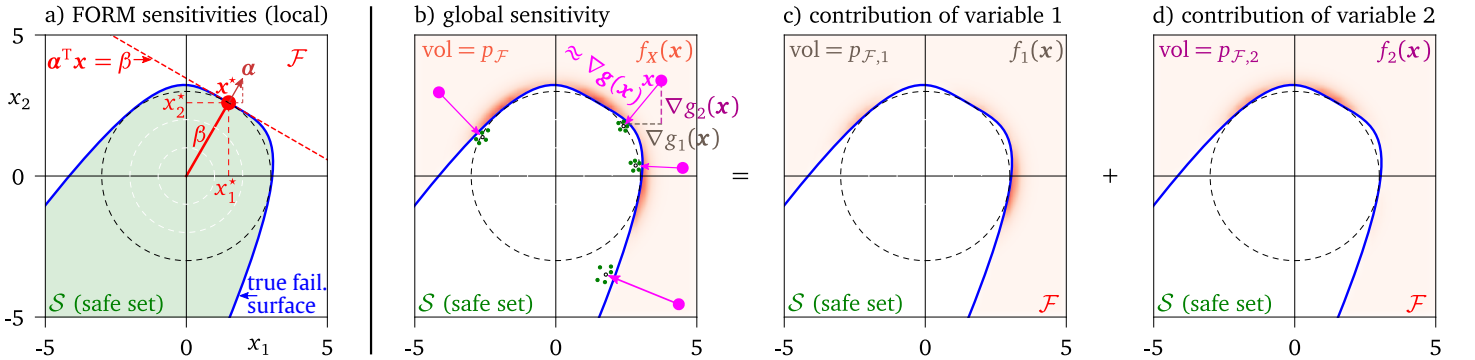 a) FORM sensitivities (local)
5
αᵀx = β
x⋆
α
ℱ
x₂
x₂⋆
β
0
x₁⋆
𝒮 (safe set)
true fail.
surface
-5
-5
0
x₁
5
b) global sensitivity
vol = p_ℱ
f_X(x)
≈ ∇g(x)
x
∇g₂(x)
∇g₁(x)
𝒮 (safe set)
-5
0
5
=
c) contribution of variable 1
vol = p_ℱ,₁
f₁(x)
𝒮 (safe set)
ℱ
-5
0
5
+
d) contribution of variable 2
vol = p_ℱ,₂
f₂(x)
𝒮 (safe set)
ℱ
-5
0
5